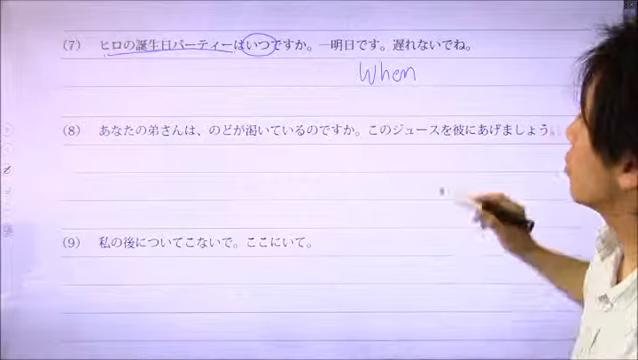 (7) ヒロの誕生日パーティーはいつですか。―明日です。遅れないでね。
When
(8) あなたの弟さんは、のどが渇いているのですか。このジュースを彼にあげましょう。
(9) 私の後についてこないで。ここにいて。